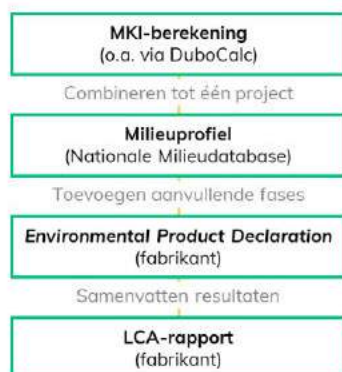 MKI-berekening
(o.a. via DuboCalc)
Combineren tot één project
Milieuprofiel
(Nationale Milieudatabase)
Toevoegen aanvullende fases
Environmental Product Declaration
(fabrikant)
Samenvatten resultaten
LCA-rapport
(fabrikant)